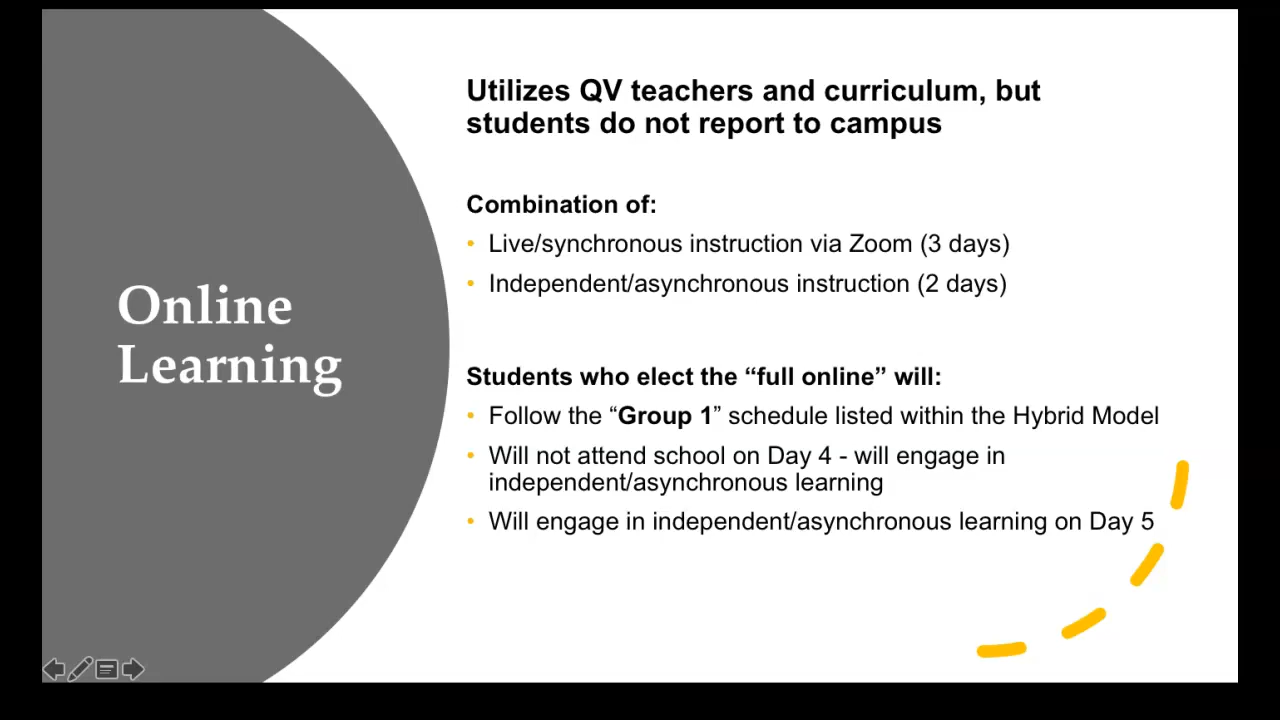 Online
Learning
Utilizes QV teachers and curriculum, but
students do not report to campus
Combination of:
• Live/synchronous instruction via Zoom (3 days)
• Independent/asynchronous instruction (2 days)
Students who elect the “full online” will:
• Follow the “Group 1” schedule listed within the Hybrid Model
• Will not attend school on Day 4 - will engage in
independent/asynchronous learning
• Will engage in independent/asynchronous learning on Day 5